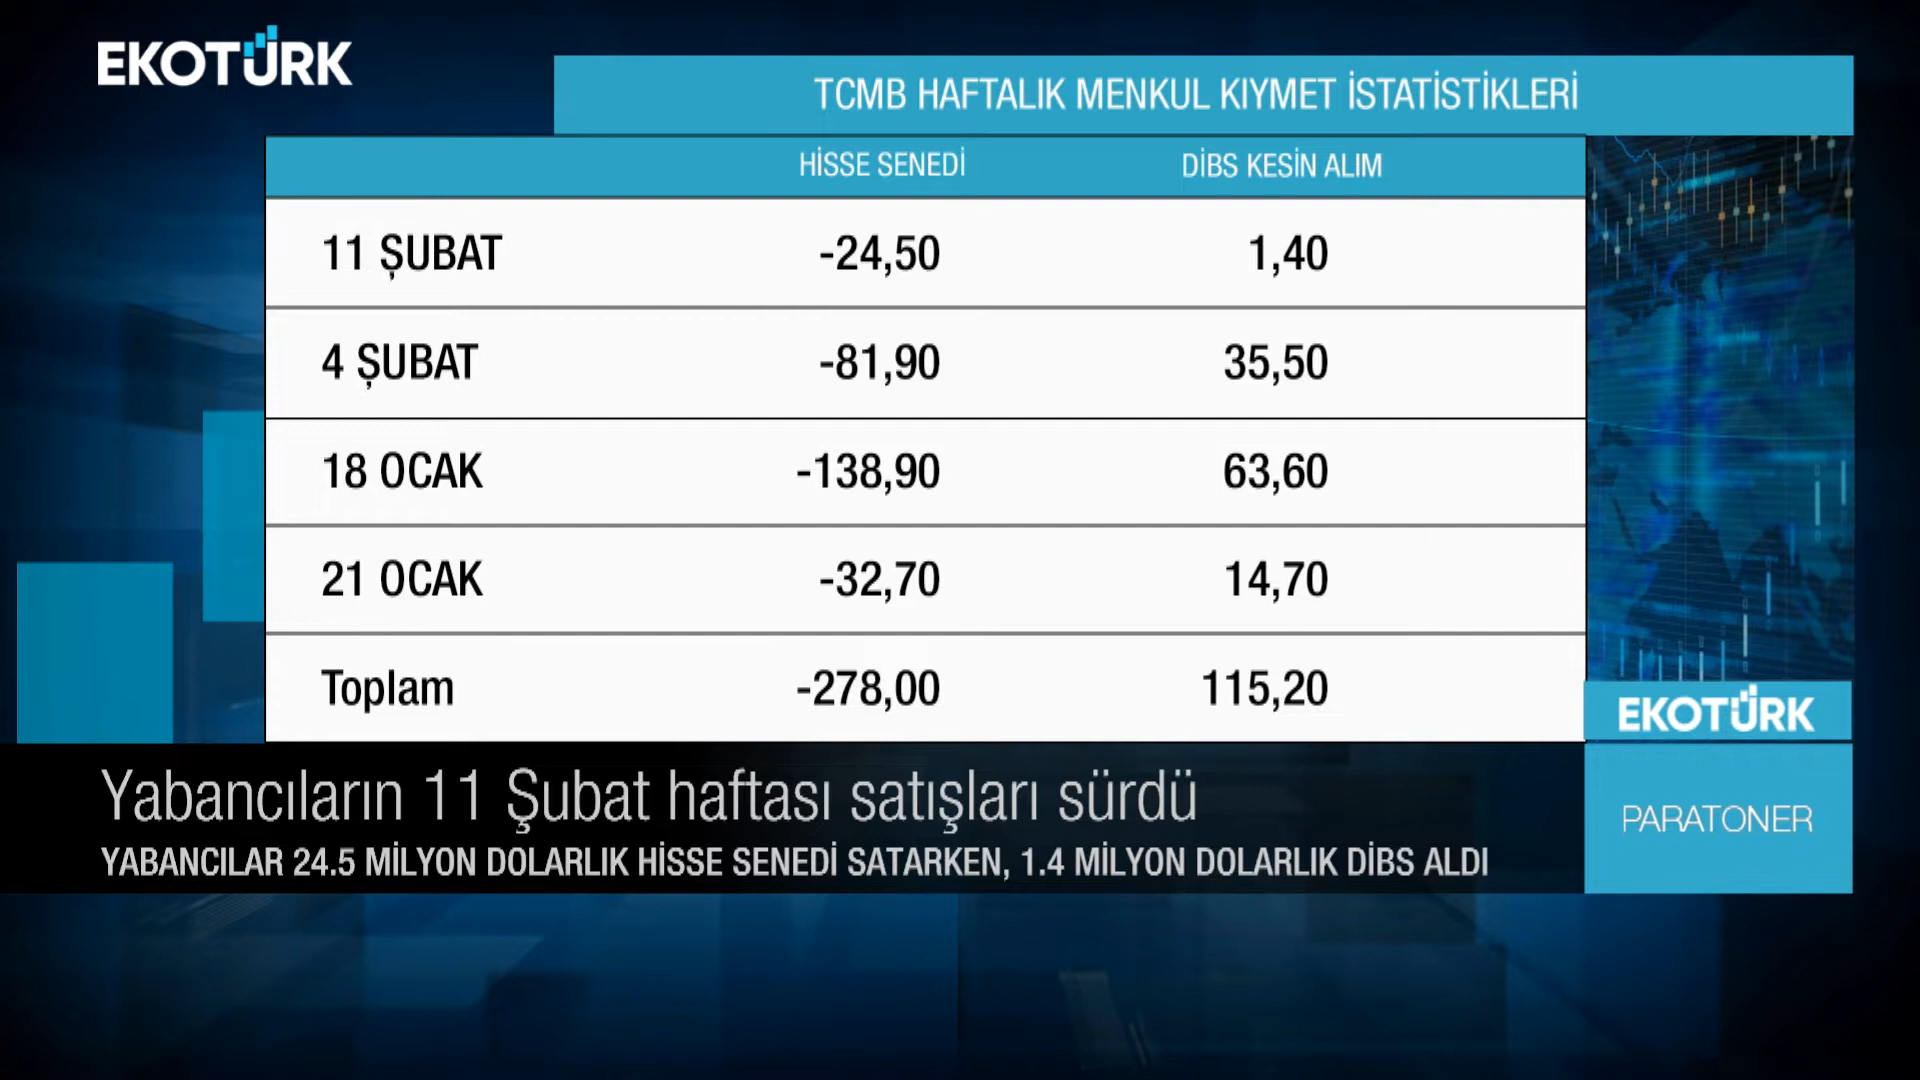 EKOTÜRK
TCMB HAFTALIK MENKUL KIYMET İSTATİSTİKLERİ
HİSSE SENEDİ DİBS KESİN ALIM
11 ŞUBAT -24,50 1,40
4 ŞUBAT -81,90 35,50
18 OCAK -138,90 63,60
21 OCAK -32,70 14,70
Toplam -278,00 115,20
EKOTÜRK
Yabancıların 11 Şubat haftası satışları sürdü
YABANCILAR 24.5 MİLYON DOLARLIK HİSSE SENEDİ SATARKEN, 1.4 MİLYON DOLARLIK DİBS ALDI
PARATONER